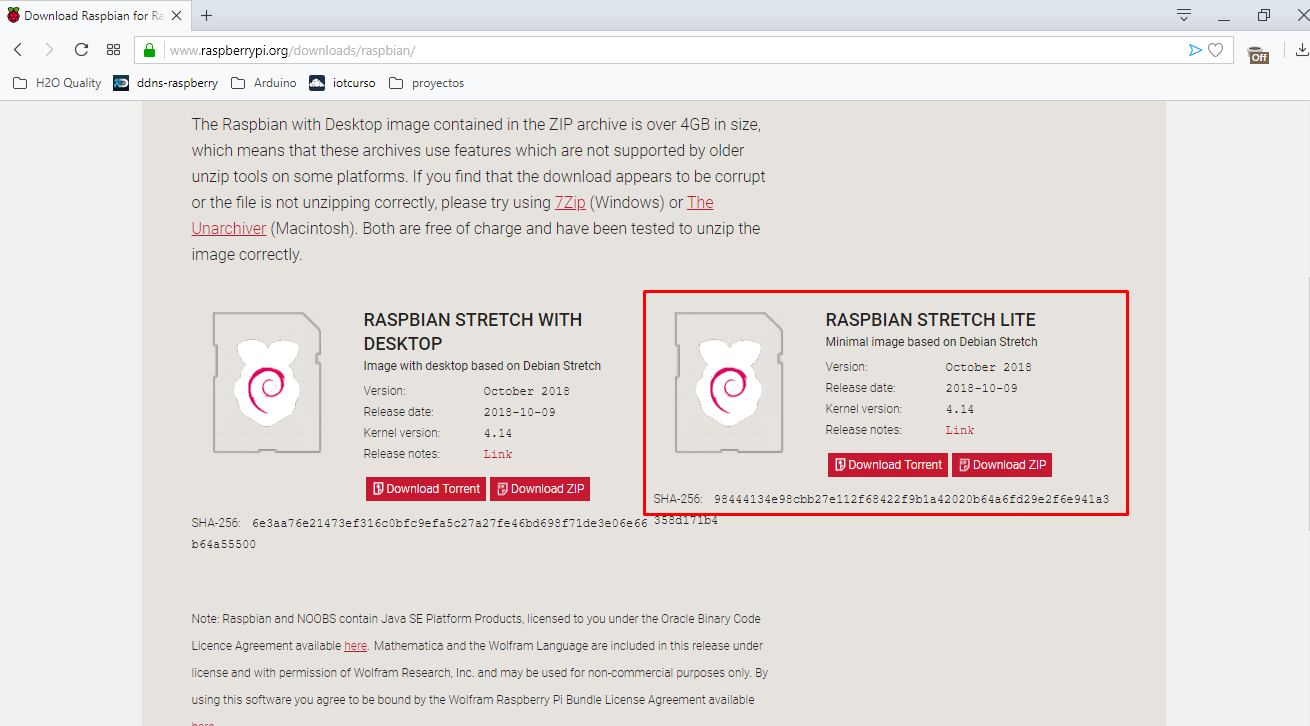 Download Raspbian for Ra
www.raspberrypi.org/downloads/raspbian/
Off
H2O Quality
ddns-raspberry
Arduino
iotcurso
proyectos
The Raspbian with Desktop image contained in the ZIP archive is over 4GB in size,
which means that these archives use features which are not supported by older
unzip tools on some platforms. If you find that the download appears to be corrupt
or the file is not unzipping correctly, please try using 7Zip (Windows) or The
Unarchiver (Macintosh). Both are free of charge and have been tested to unzip the
image correctly.
RASPBIAN STRETCH WITH
DESKTOP
Image with desktop based on Debian Stretch
Version: October 2018
Release date: 2018-10-09
Kernel version: 4.14
Release notes: Link
Download Torrent Download ZIP
SHA-256: 6e3aa76e21473ef316c0bfc9efa5c27a27fe46bd698f71de3e06e66
b64a55500
RASPBIAN STRETCH LITE
Minimal image based on Debian Stretch
Version: October 2018
Release date: 2018-10-09
Kernel version: 4.14
Release notes: Link
Download Torrent Download ZIP
SHA-256: 98444134e98cbb27e112f68422f9b1a42020b64a6fd29e2f6e941a3
358d171b4
Note: Raspbian and NOOBS contain Java SE Platform Products, licensed to you under the Oracle Binary Code
Licence Agreement available here. Mathematica and the Wolfram Language are included in this release under
license and with permission of Wolfram Research, Inc. and may be used for non-commercial purposes only. By
using this software you agree to be bound by the Wolfram Raspberry Pi Bundle License Agreement available
here.